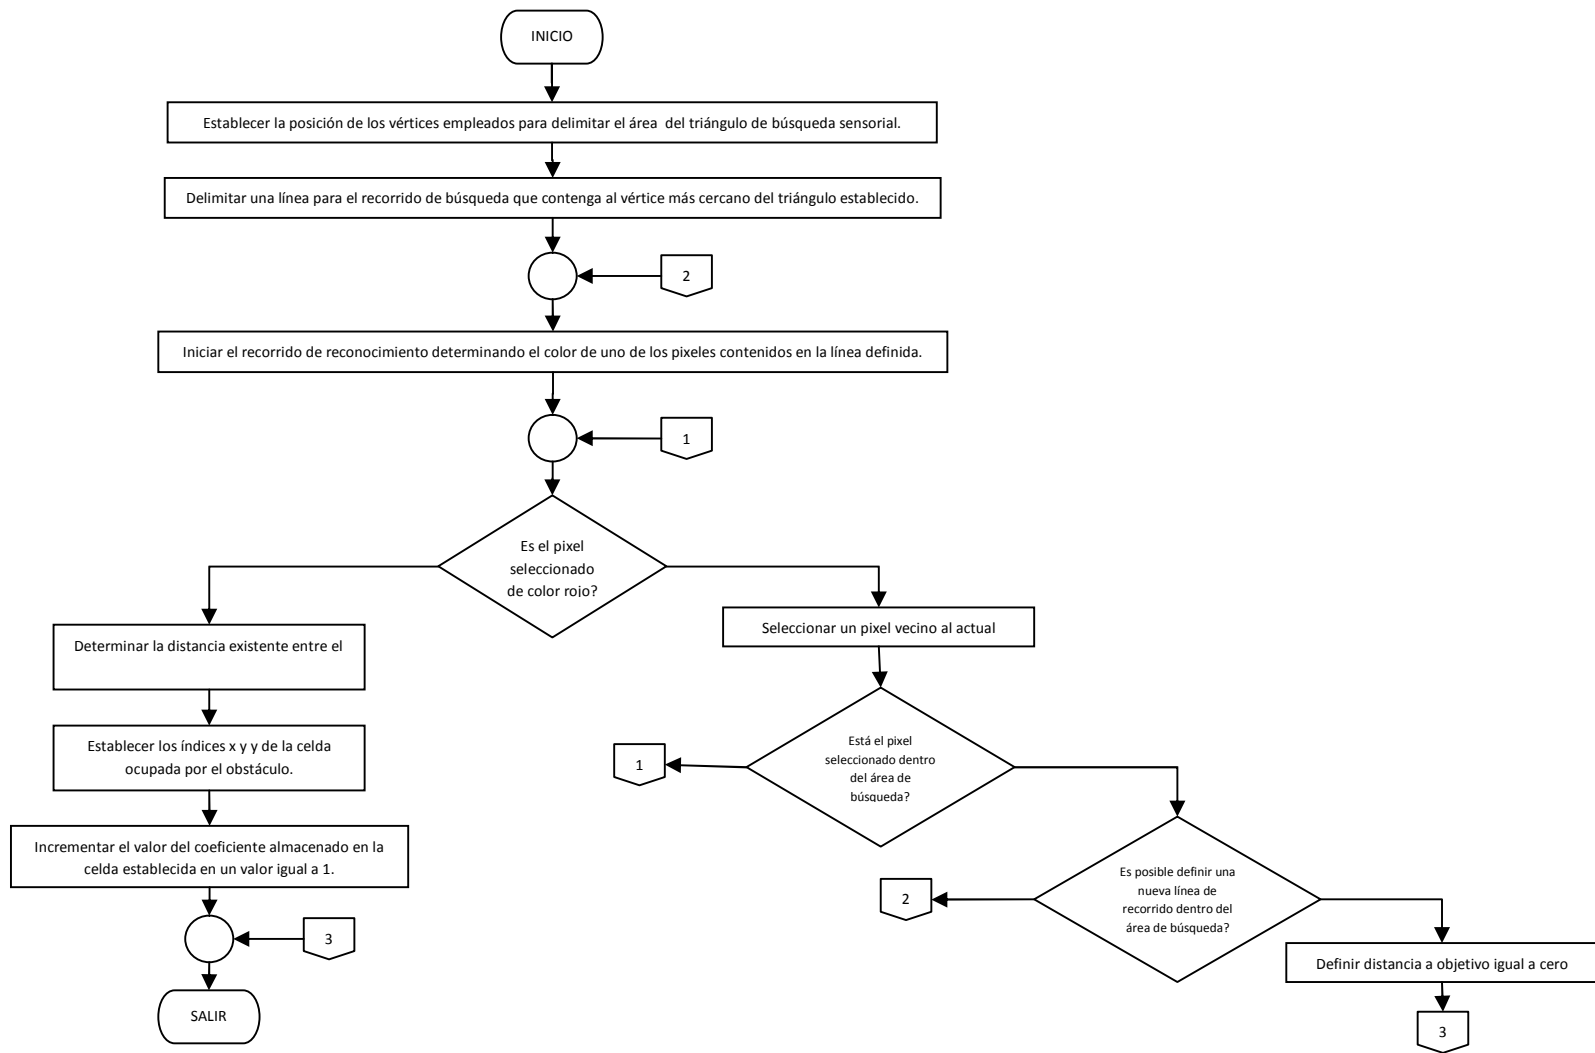 INICIO
Establecer la posición de los vértices empleados para delimitar el área del triángulo de búsqueda sensorial.
Delimitar una línea para el recorrido de búsqueda que contenga al vértice más cercano del triángulo establecido.
2
Iniciar el recorrido de reconocimiento determinando el color de uno de los pixeles contenidos en la línea definida.
1
Es el pixel
seleccionado
de color rojo?
Determinar la distancia existente entre el
Establecer los índices x y y de la celda
ocupada por el obstáculo.
Incrementar el valor del coeficiente almacenado en la
celda establecida en un valor igual a 1.
3
SALIR
Seleccionar un pixel vecino al actual
Está el pixel
seleccionado dentro
del área de
búsqueda?
1
Es posible definir una
nueva línea de
recorrido dentro del
área de búsqueda?
2
Definir distancia a objetivo igual a cero
3